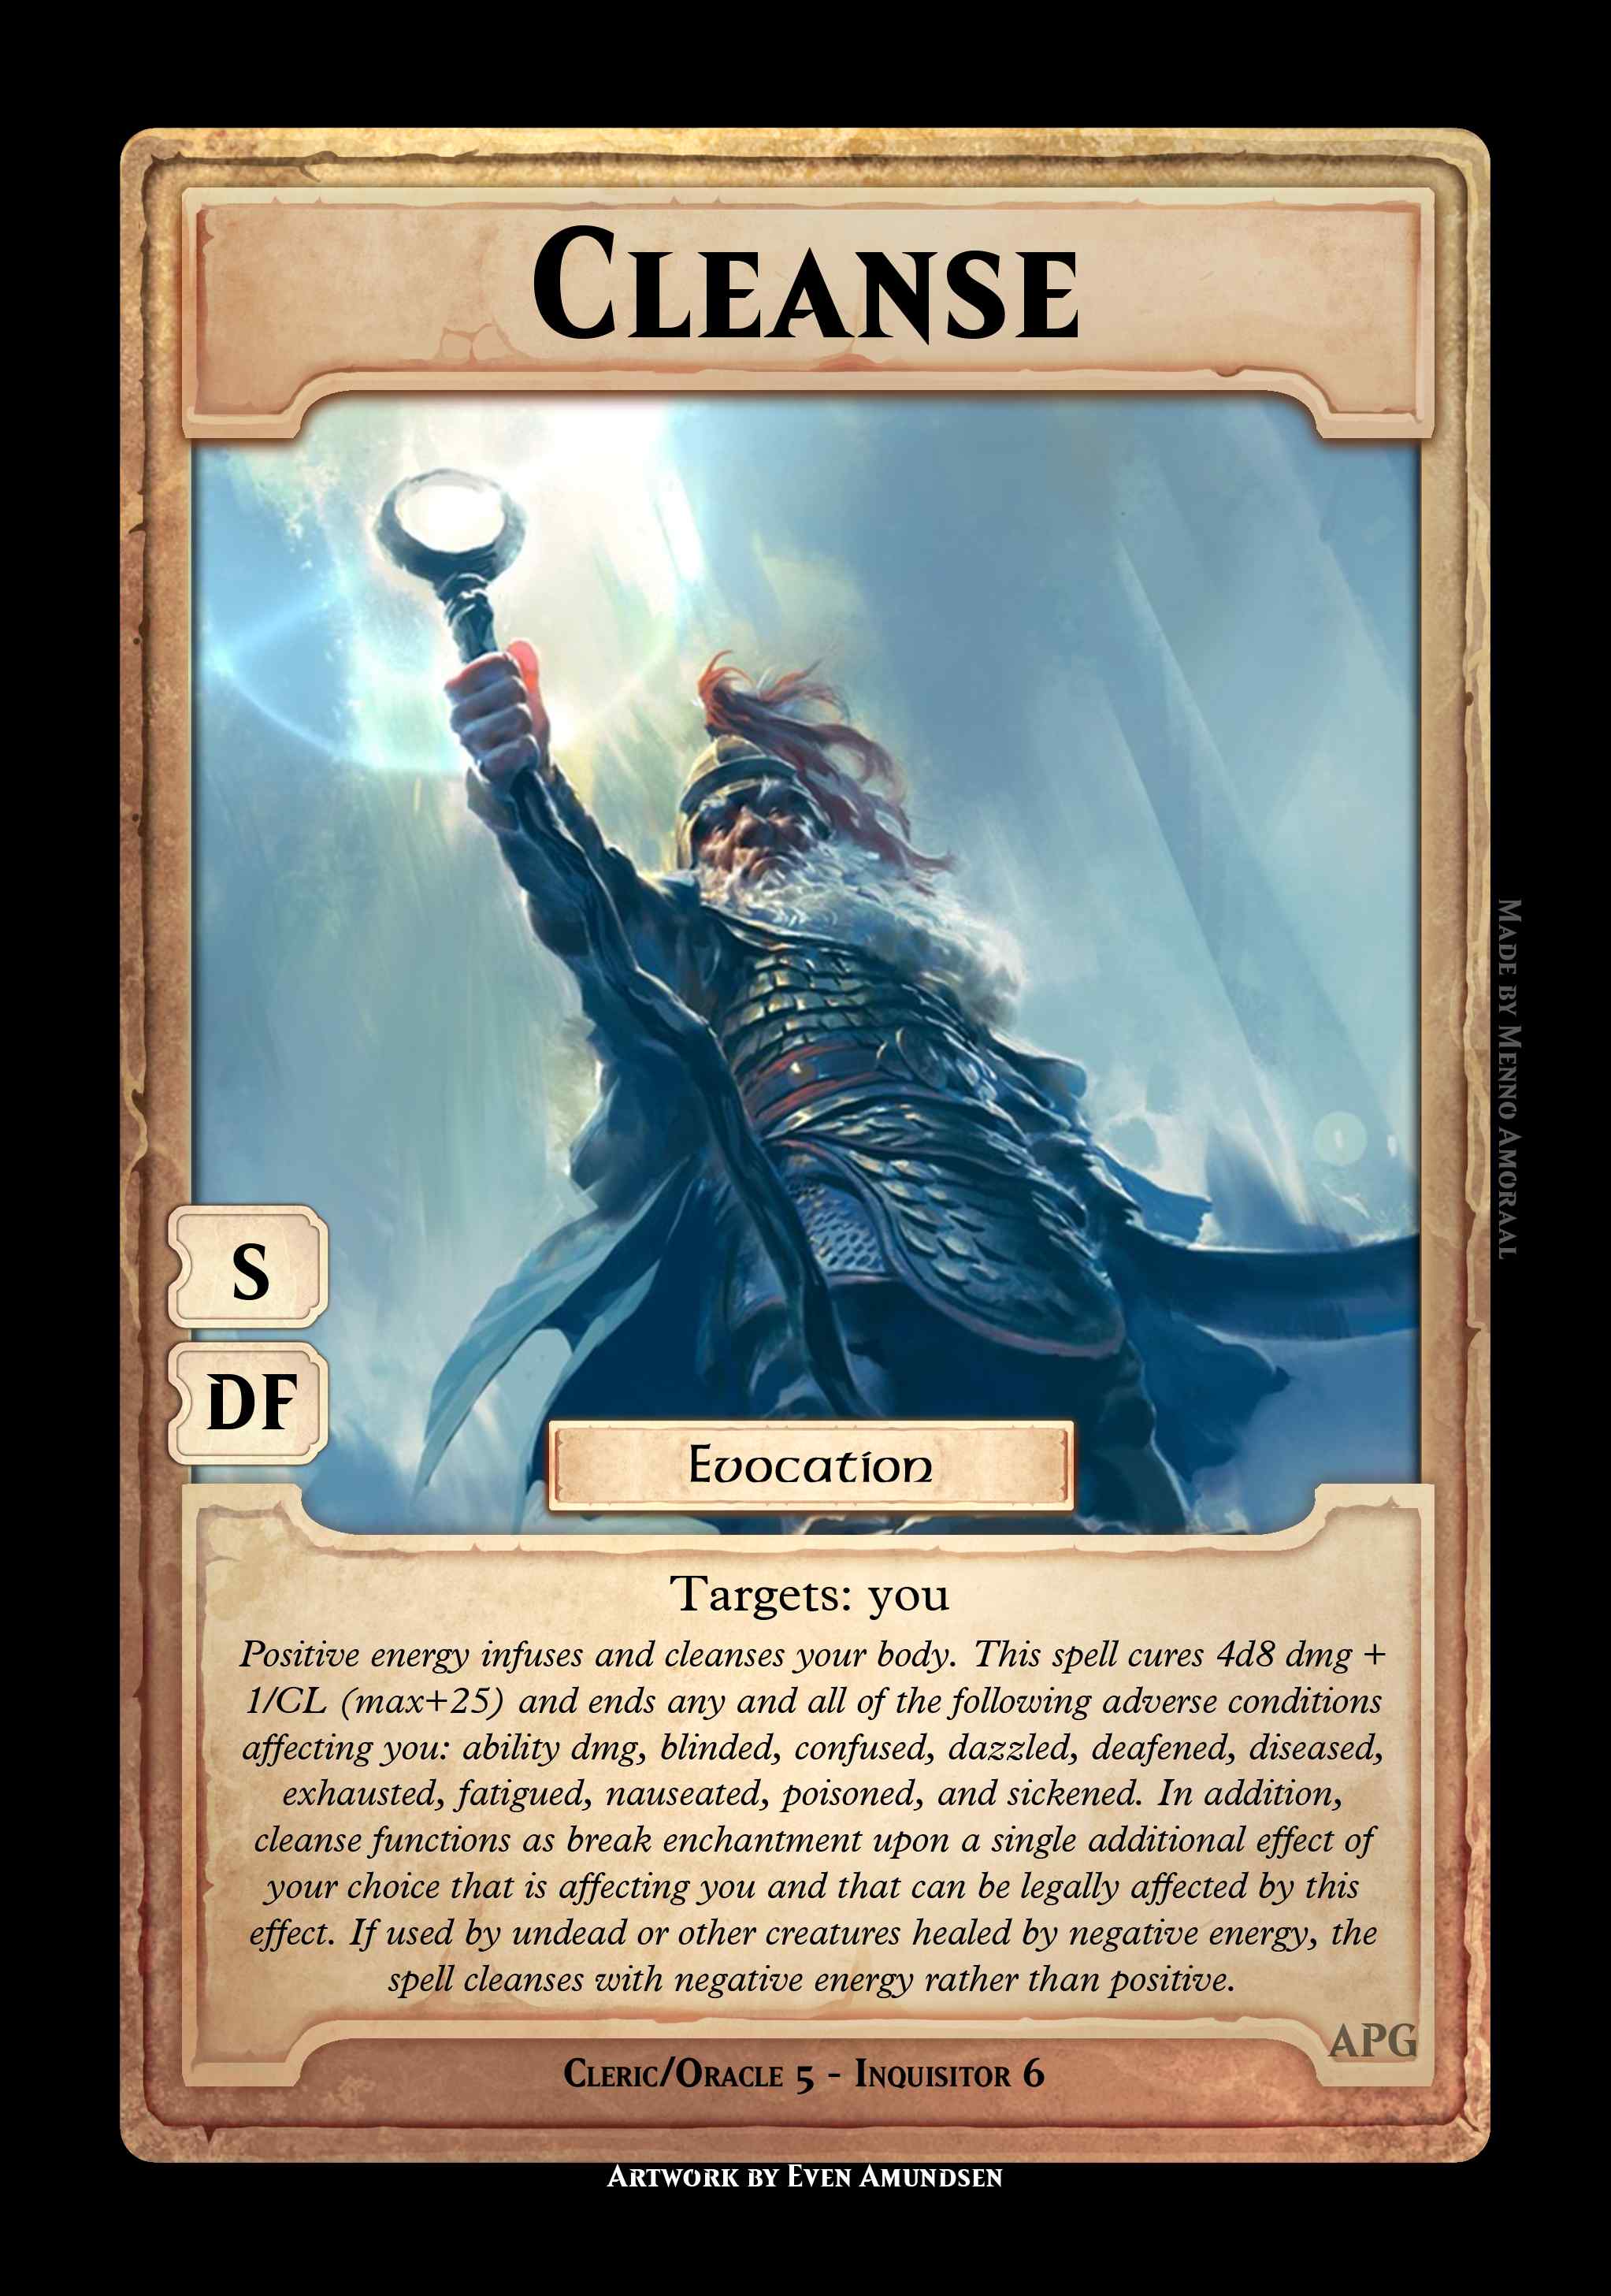 Cleanse
S
DF
Evocation
Targets: you
Positive energy infuses and cleanses your body. This spell cures 4d8 dmg +
1/CL (max+25) and ends any and all of the following adverse conditions
affecting you: ability dmg, blinded, confused, dazzled, deafened, diseased,
exhausted, fatigued, nauseated, poisoned, and sickened. In addition,
cleanse functions as break enchantment upon a single additional effect of
your choice that is affecting you and that can be legally affected by this
effect. If used by undead or other creatures healed by negative energy, the
spell cleanses with negative energy rather than positive.
APG
Cleric/Oracle 5 - Inquisitor 6
Artwork by Even Amundsen
Made by Menno Amoraal